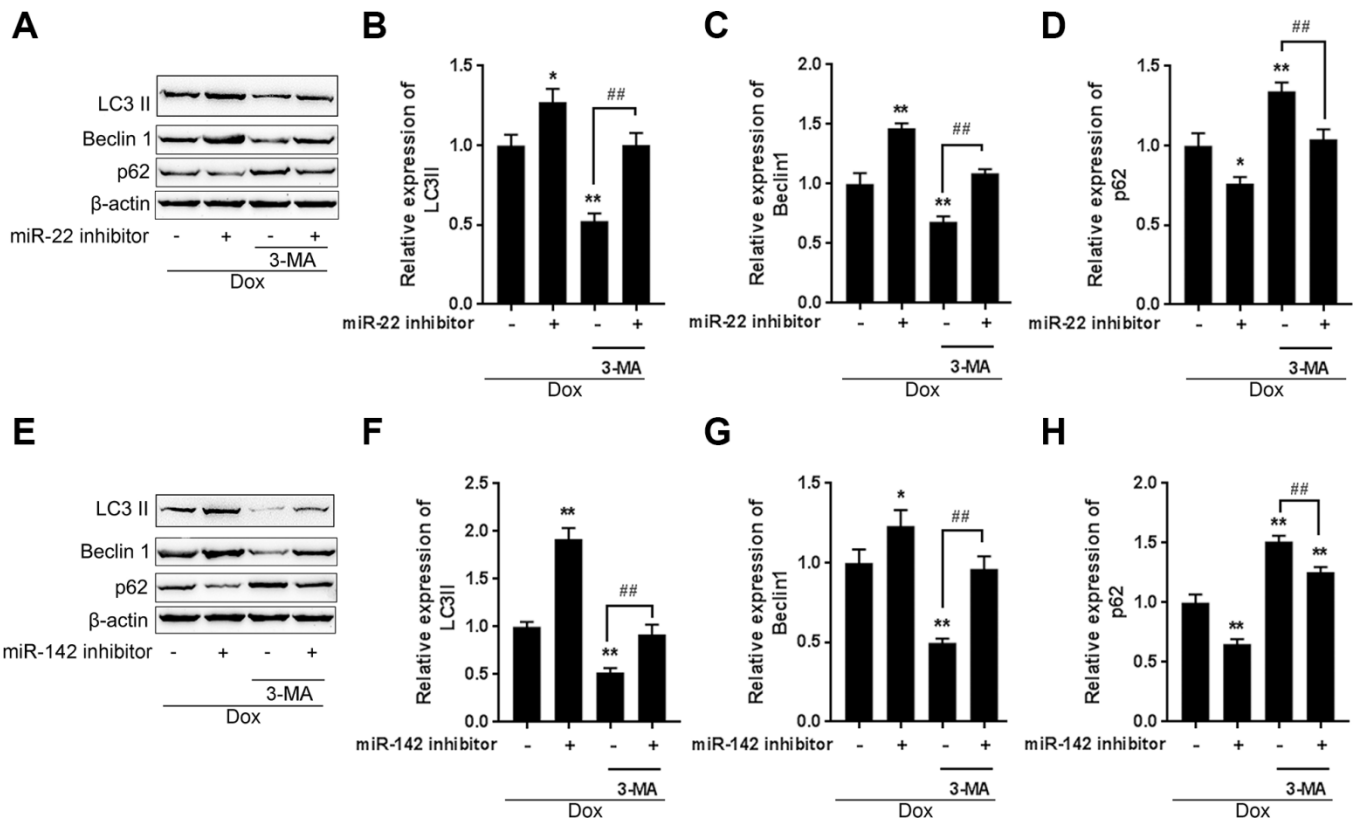 A
LC3 II
Beclin 1
p62
β-actin
miR-22 inhibitor - + - +
3-MA
Dox
B
Relative expression of
LC3II
1.5
1.0
0.5
0.0
*
**
##
miR-22 inhibitor - + - +
3-MA
Dox
C
Relative expression of
Beclin1
2.0
1.5
1.0
0.5
0.0
**
**
##
miR-22 inhibitor - + - +
3-MA
Dox
D
Relative expression of
p62
1.5
1.0
0.5
0.0
*
**
##
miR-22 inhibitor - + - +
3-MA
Dox
E
LC3 II
Beclin 1
p62
β-actin
miR-142 inhibitor - + - +
3-MA
Dox
F
Relative expression of
LC3II
2.5
2.0
1.5
1.0
0.5
0.0
**
**
##
miR-142 inhibitor - + - +
3-MA
Dox
G
Relative expression of
Beclin1
1.5
1.0
0.5
0.0
*
**
##
miR-142 inhibitor - + - +
3-MA
Dox
H
Relative expression of
p62
2.0
1.5
1.0
0.5
0.0
**
**
##
**
miR-142 inhibitor - + - +
3-MA
Dox